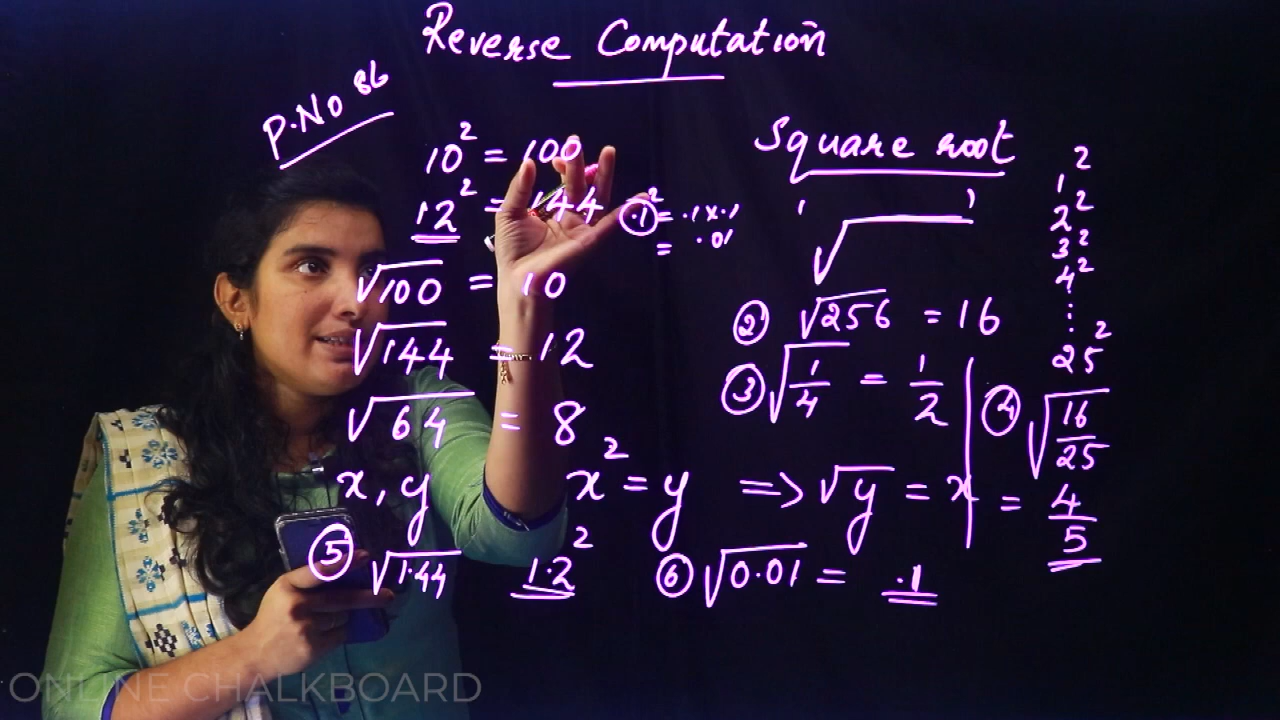 Reverse Computation
P.No 86
10² = 100
12² = 144
(.1)² = .1 x .1
= .01
√100 = 10
√144 = 12
√64 = 8
x, y
x² = y => √y = x
⑤ √1.44 1.2²
⑥ √0.01 = .1
Square root
√
② √256 = 16
③ √1/4 = 1/2
④ √16/25
= 4/5
1²
2²
3²
4²
⋮
25²
ONLINE CHALKBOARD